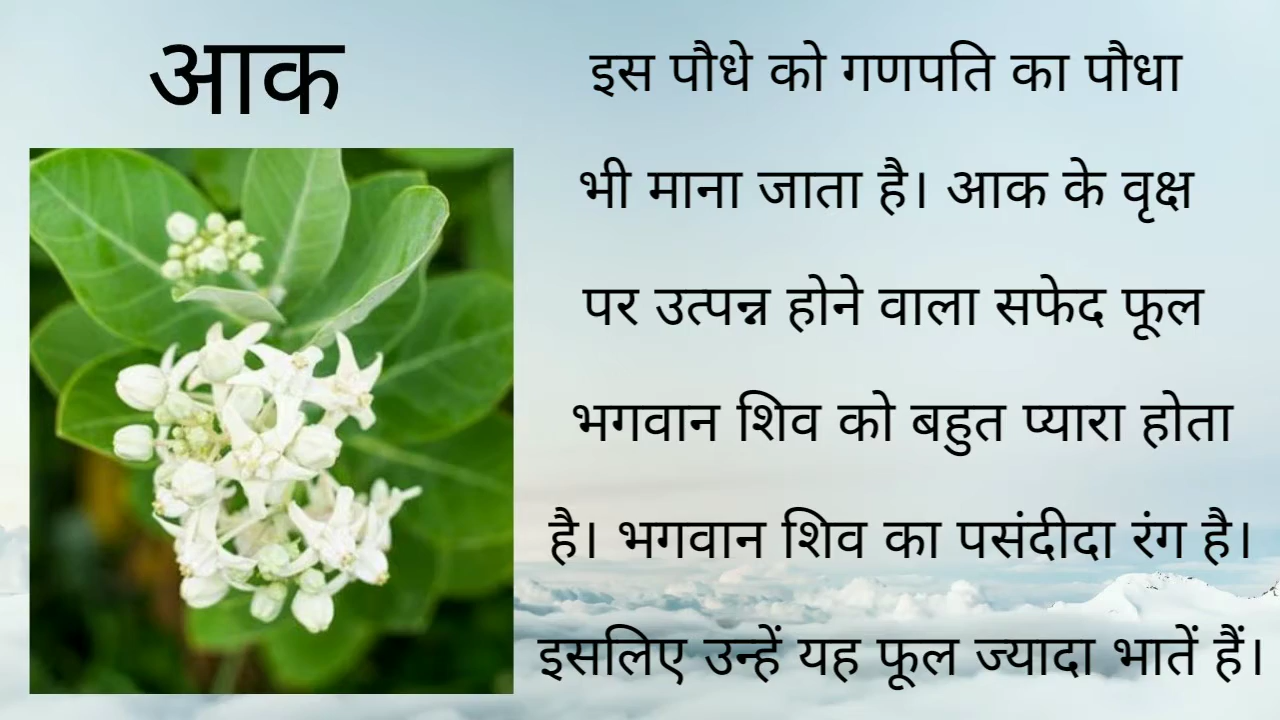 आक
इस पौधे को गणपति का पौधा
भी माना जाता है। आक के वृक्ष
पर उत्पन्न होने वाला सफेद फूल
भगवान शिव को बहुत प्यारा होता
है। भगवान शिव का पसंदीदा रंग है।
इसलिए उन्हें यह फूल ज्यादा भातें हैं।